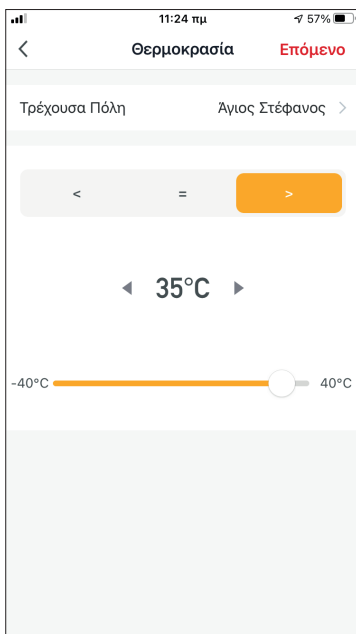 11:24 πμ 57%
Θερμοκρασία Επόμενο
Τρέχουσα Πόλη Άγιος Στέφανος >
< = >
35°C
-40°C 40°C